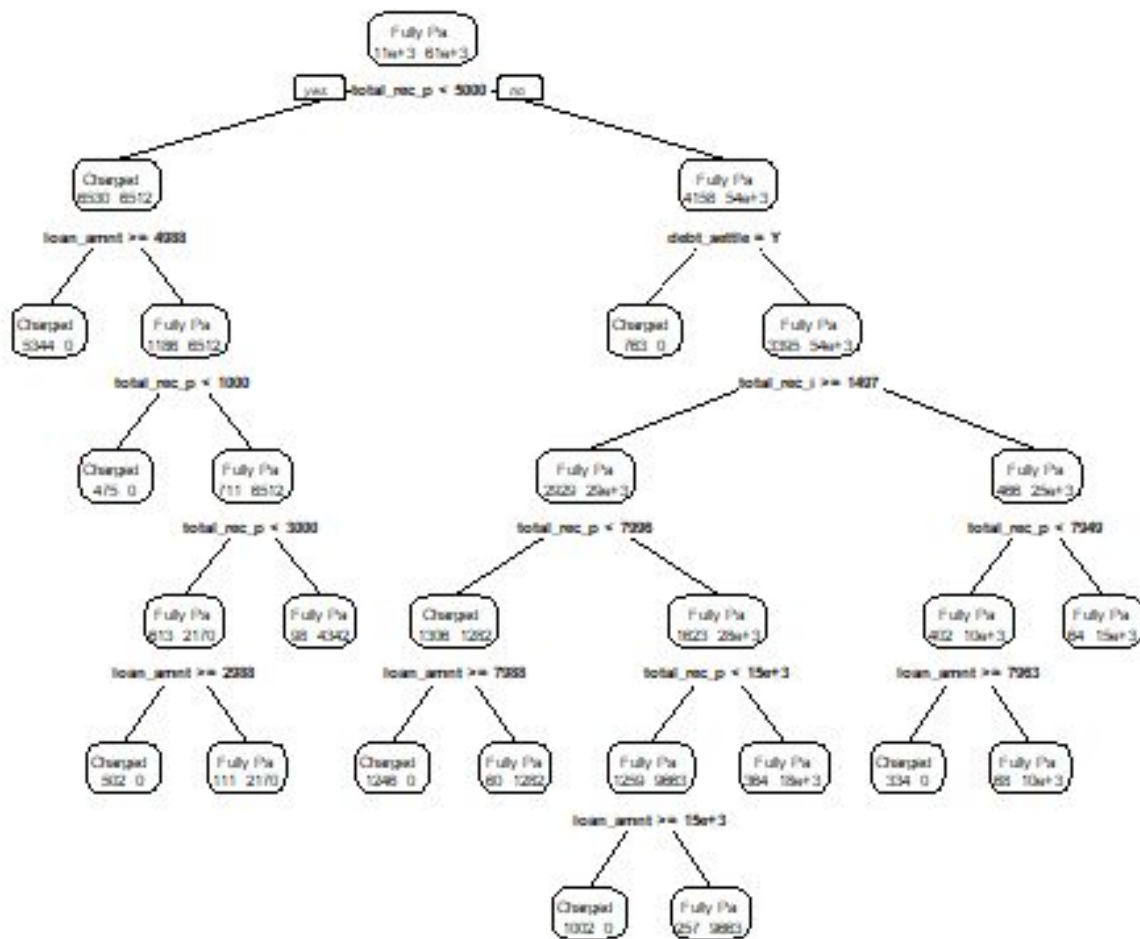 Fully Pa
11e+3 61e+3
yes total_rec_p < 5000 no
Charged
6530 6512
Fully Pa
4158 54e+3
loan_amnt >= 4988
debt_settle = Y
Charged
5344 0
Fully Pa
1186 6512
Charged
763 0
Fully Pa
3395 54e+3
total_rec_p < 1000
total_rec_i >= 1497
Charged
475 0
Fully Pa
711 6512
Fully Pa
2929 29e+3
Fully Pa
466 25e+3
total_rec_p < 3000
total_rec_p < 7996
total_rec_p < 7949
Fully Pa
613 2170
Fully Pa
98 4342
Charged
1306 1282
Fully Pa
1623 28e+3
Fully Pa
402 10e+3
Fully Pa
64 15e+3
loan_amnt >= 2988
loan_amnt >= 7988
total_rec_p < 15e+3
loan_amnt >= 7963
Charged
502 0
Fully Pa
111 2170
Charged
1246 0
Fully Pa
60 1282
Fully Pa
1259 9663
Fully Pa
364 18e+3
Charged
334 0
Fully Pa
68 10e+3
loan_amnt >= 15e+3
Charged
1002 0
Fully Pa
257 9663